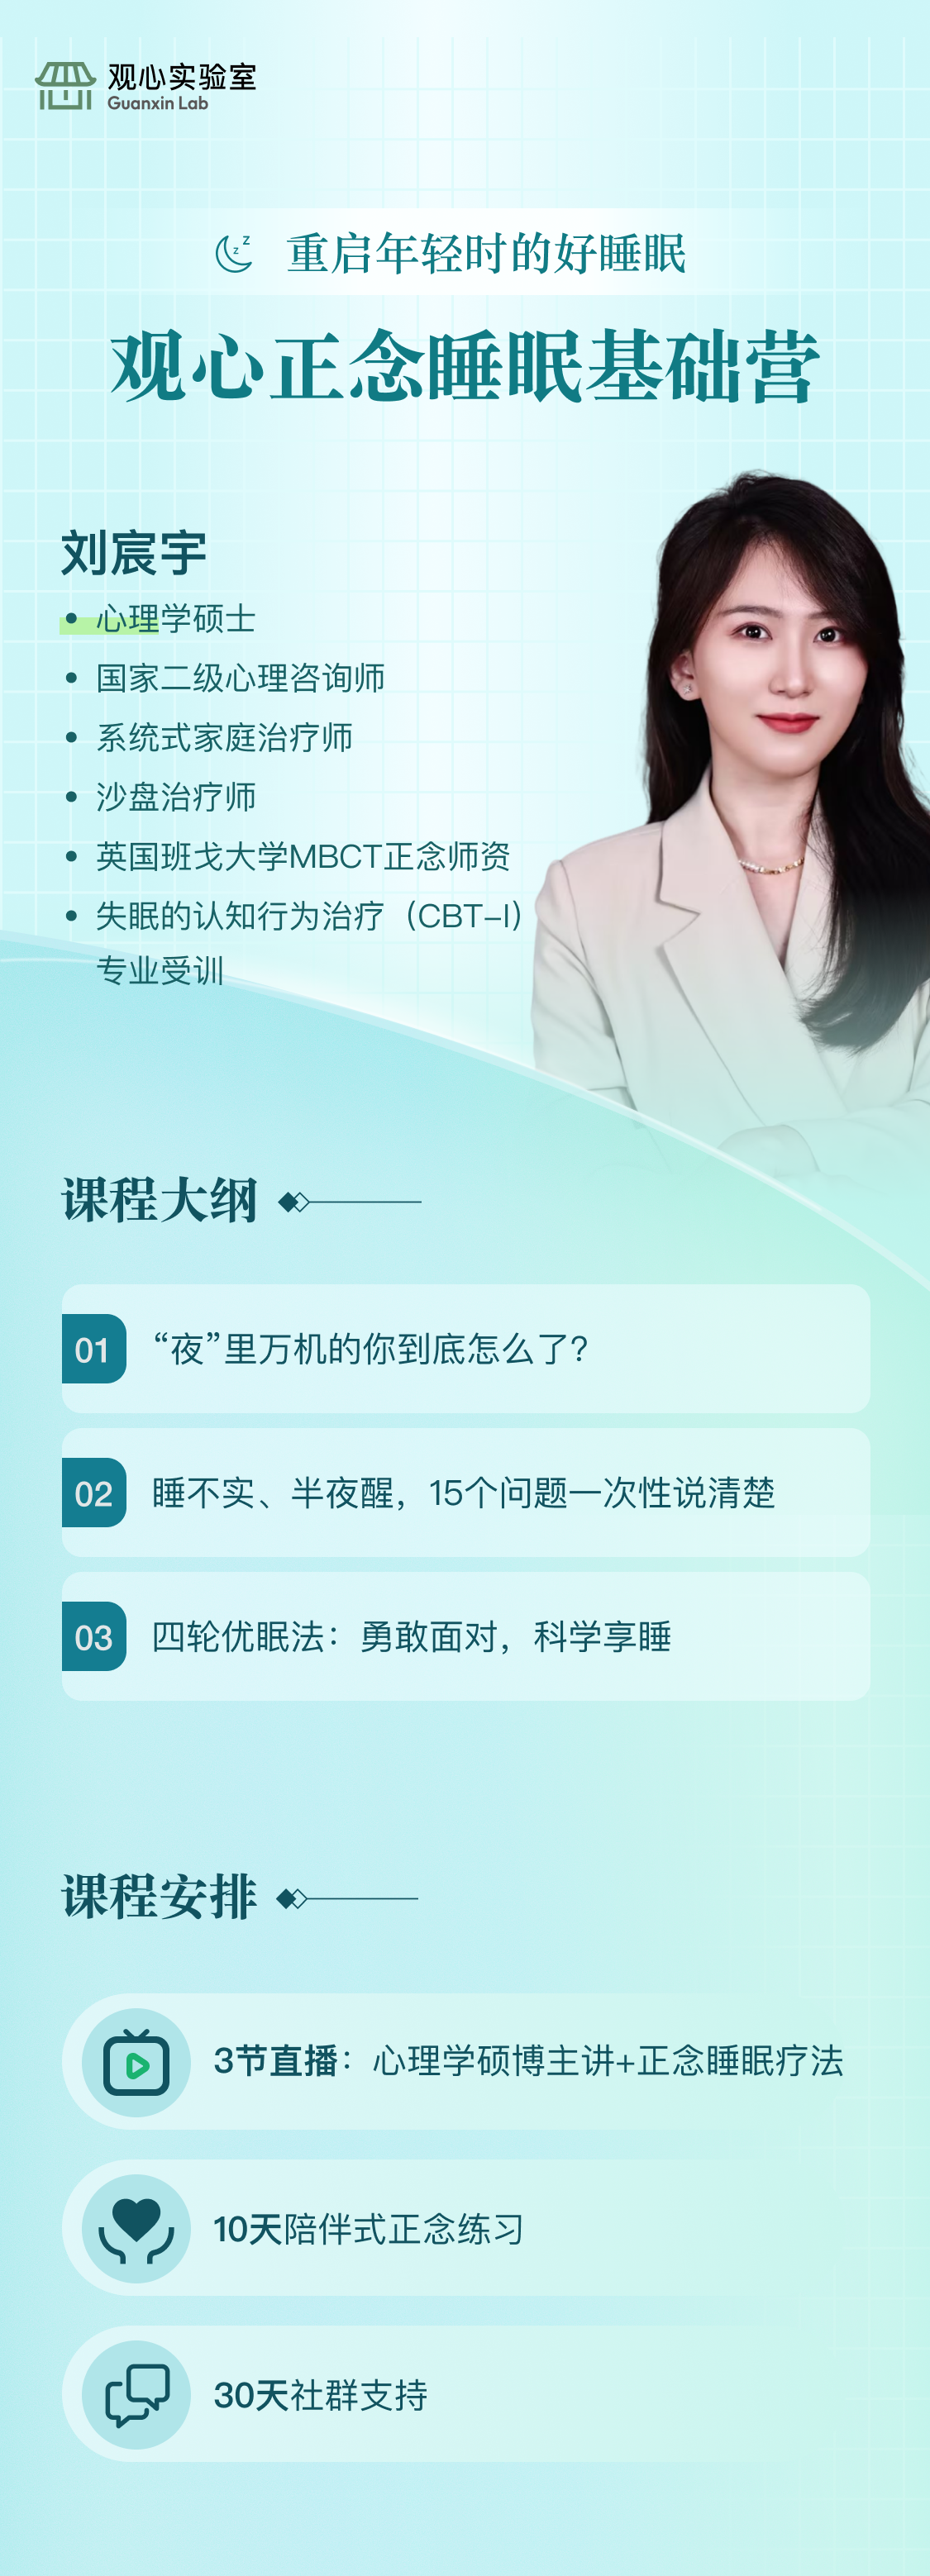 观心实验室
Guanxin Lab
重启年轻时的好睡眠
观心正念睡眠基础营
刘宸宇
• 心理学硕士
• 国家二级心理咨询师
• 系统式家庭治疗师
• 沙盘治疗师
• 英国班戈大学MBCT正念师资
• 失眠的认知行为治疗（CBT-I）
专业受训
课程大纲
01 “夜”里万机的你到底怎么了？
02 睡不实、半夜醒，15个问题一次性说清楚
03 四轮优眠法：勇敢面对，科学享睡
课程安排
3节直播：心理学硕博主讲+正念睡眠疗法
10天陪伴式正念练习
30天社群支持